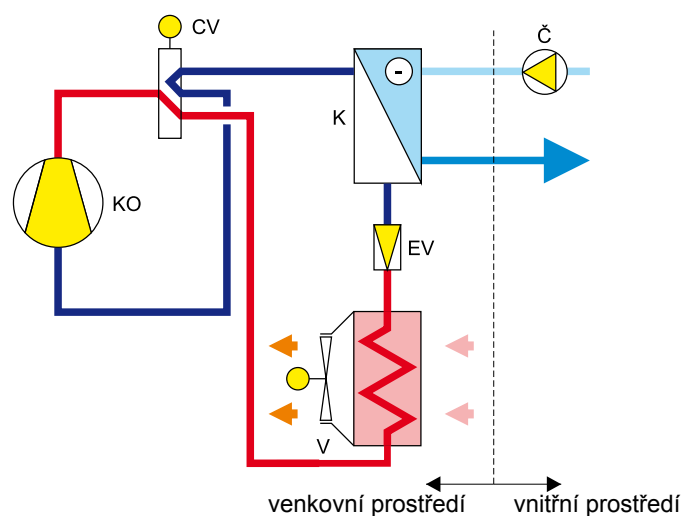 CV
Č
-
K
KO
EV
V
venkovní prostředí
vnitřní prostředí